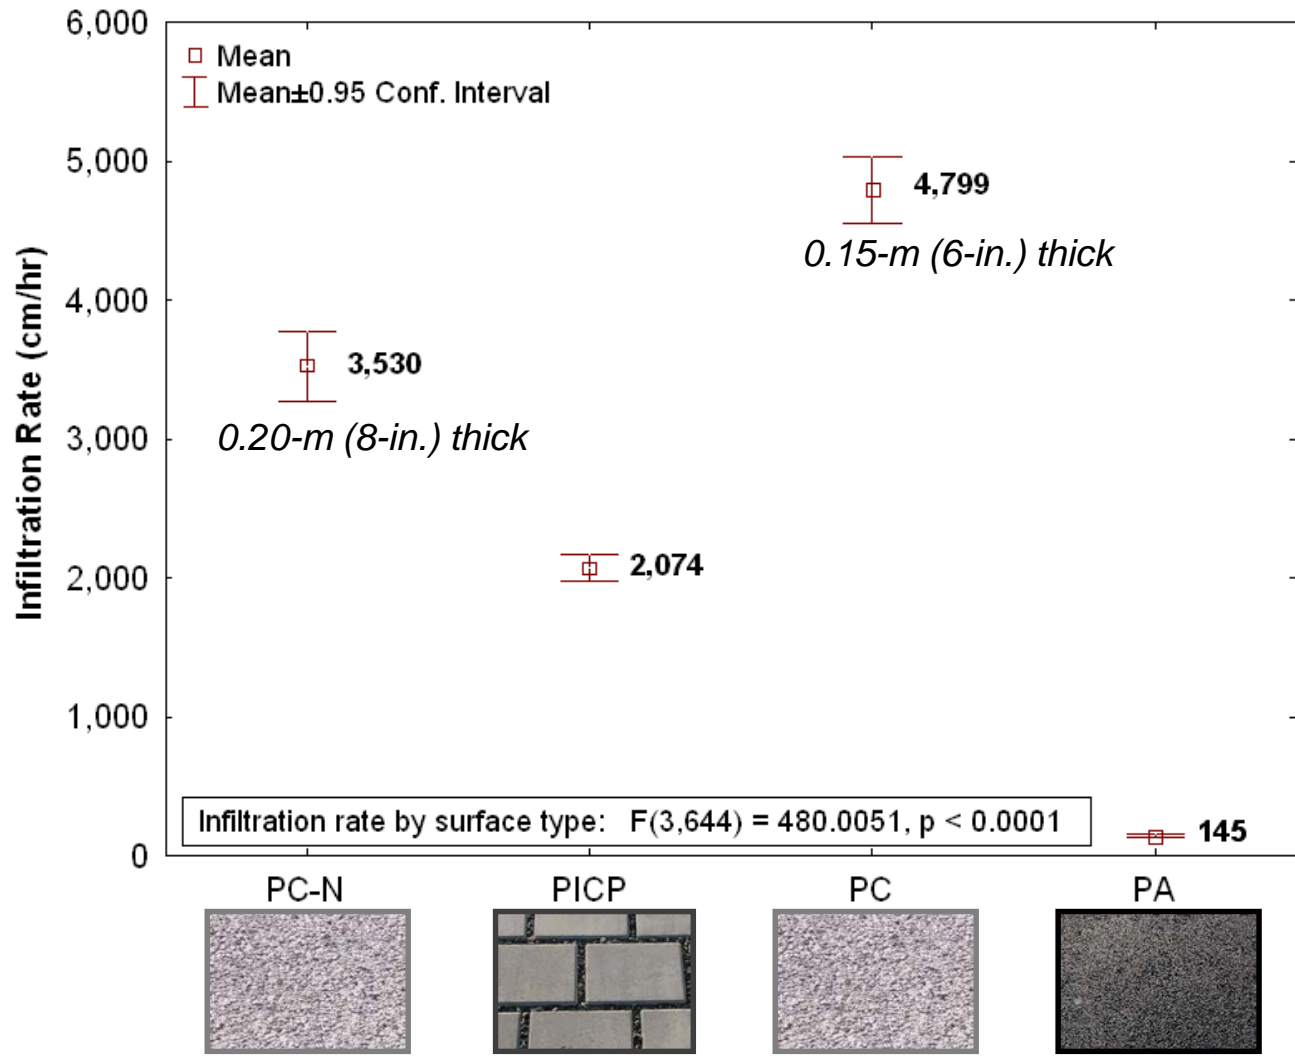 6,000
Mean
Mean±0.95 Conf. Interval
5,000
4,799
0.15-m (6-in.) thick
4,000
3,530
0.20-m (8-in.) thick
3,000
2,074
2,000
1,000
Infiltration rate by surface type: F(3,644) = 480.0051, p < 0.0001
145
0
Infiltration Rate (cm/hr)
PC-N PICP PC PA